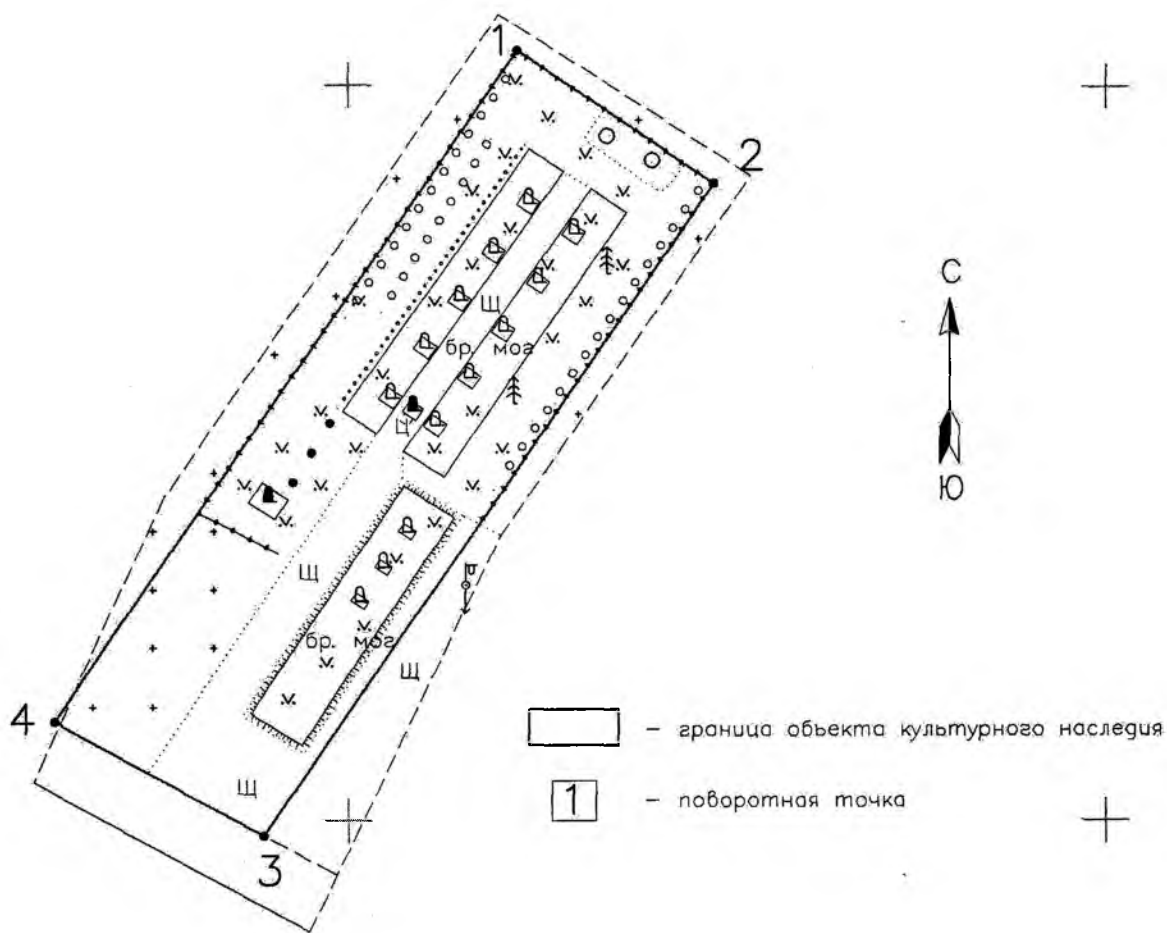 1
2
С
Щ
бр. мог
Щ
Ю
Щ
бр. мог
Щ
4
– граница объекта культурного наследия
Щ
1 – поворотная точка
3